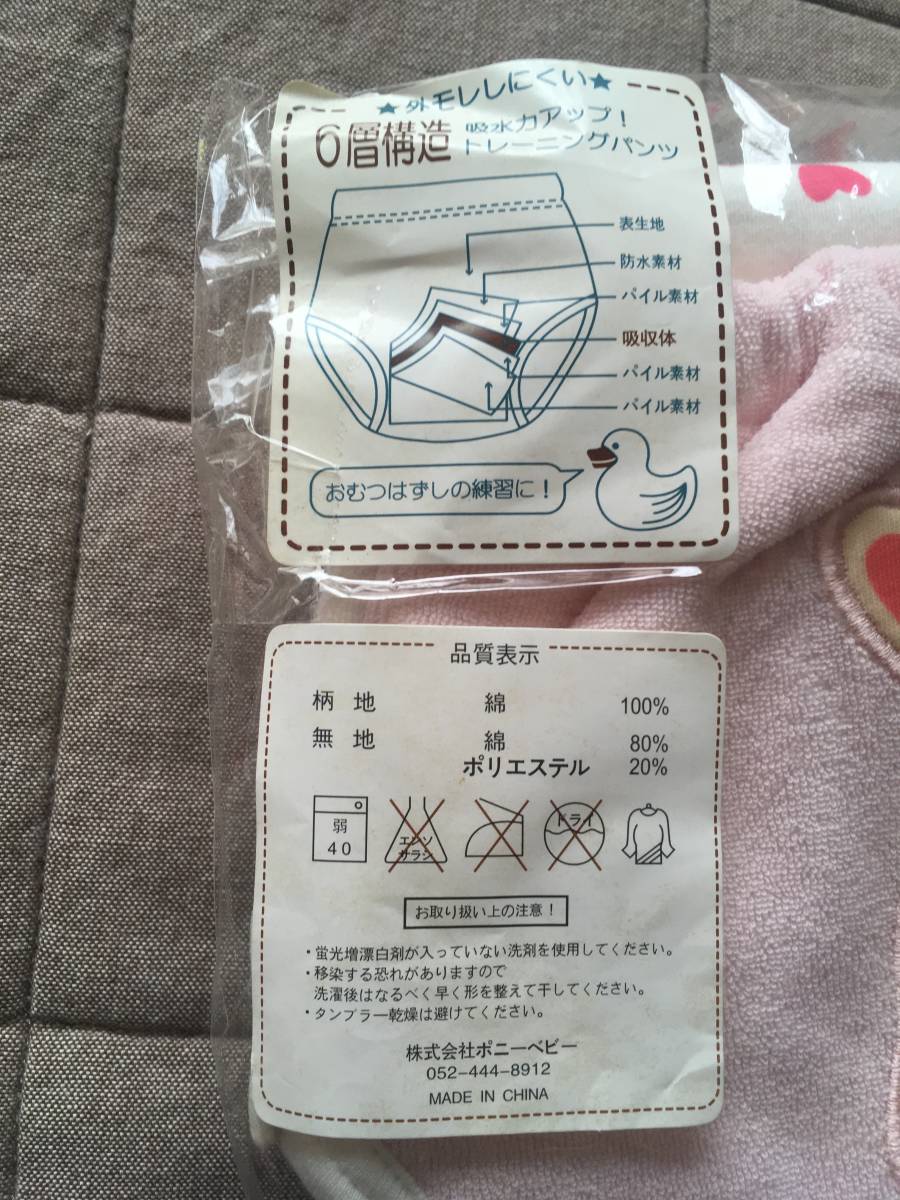 ★外モレしにくい★
6層構造 吸水力アップ!
トレーニングパンツ
表生地
防水素材
パイル素材
吸収体
パイル素材
パイル素材
おむつはずしの練習に!
品質表示
柄 地 綿 100%
無 地 綿 80%
ポリエステル 20%
弱
40
エンソ
サラシ
ドライ
お取り扱い上の注意!
・蛍光増漂白剤が入っていない洗剤を使用してください。
・移染する恐れがありますので
洗濯後はなるべく早く形を整えて干してください。
・タンブラー乾燥は避けてください。
株式会社ポニーベビー
052-444-8912
MADE IN CHINA